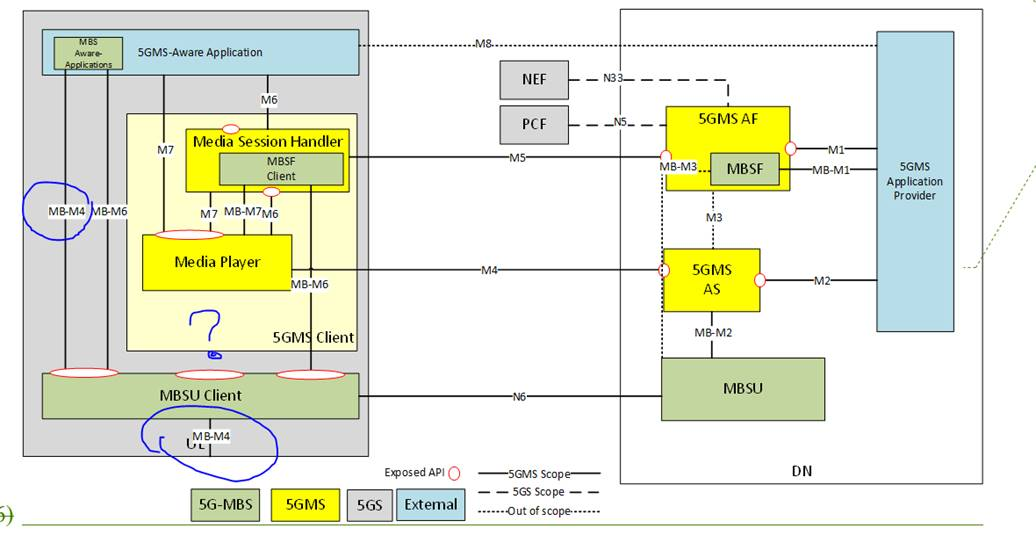 MBS
Aware-
Applications
5GMS-Aware Application
M8
NEF
N33
PCF
N5
5GMS AF
M6
M7
Media Session Handler
MBSF
Client
M5
MB-M3
MBSF
M1
MB-M1
5GMS
Application
Provider
MB-M4
MB-M6
M7
MB-M7
M6
M3
Media Player
M4
5GMS
AS
M2
MB-M6
?
5GMS Client
MB-M2
MBSU Client
N6
MBSU
MB-M4
DN
Exposed API
5GMS Scope
5GS Scope
Out of scope
5G-MBS
5GMS
5GS
External
6)